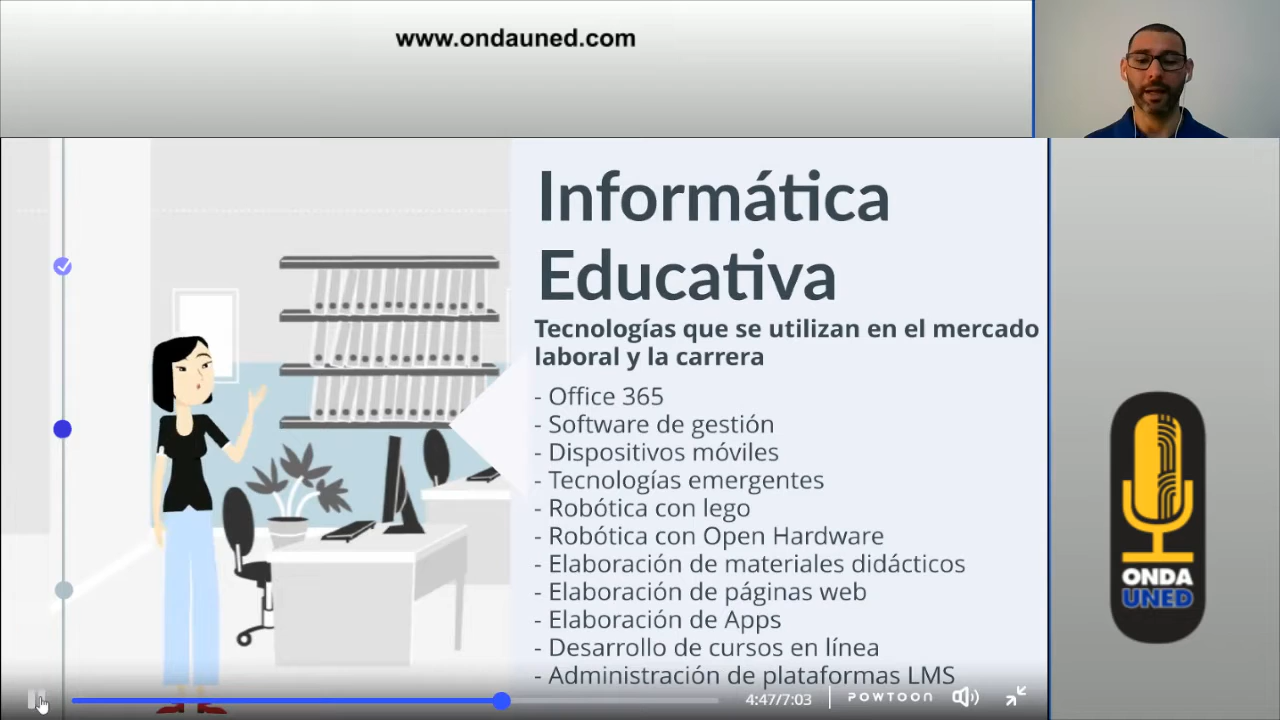 www.ondauned.com
Informática
Educativa
Tecnologías que se utilizan en el mercado
laboral y la carrera
- Office 365
- Software de gestión
- Dispositivos móviles
- Tecnologías emergentes
- Robótica con lego
- Robótica con Open Hardware
- Elaboración de materiales didácticos
- Elaboración de páginas web
- Elaboración de Apps
- Desarrollo de cursos en línea
- Administración de plataformas LMS
ONDA
UNED
4:47/7:03
POWTOON